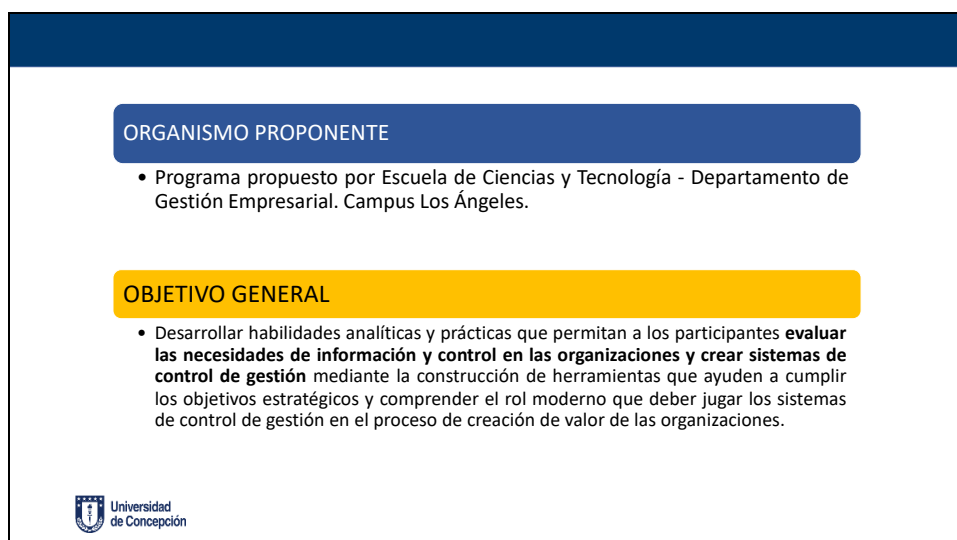 ORGANISMO PROPONENTE
• Programa propuesto por Escuela de Ciencias y Tecnología - Departamento de
Gestión Empresarial. Campus Los Ángeles.
OBJETIVO GENERAL
• Desarrollar habilidades analíticas y prácticas que permitan a los participantes evaluar
las necesidades de información y control en las organizaciones y crear sistemas de
control de gestión mediante la construcción de herramientas que ayuden a cumplir
los objetivos estratégicos y comprender el rol moderno que deber jugar los sistemas
de control de gestión en el proceso de creación de valor de las organizaciones.
Universidad
de Concepción